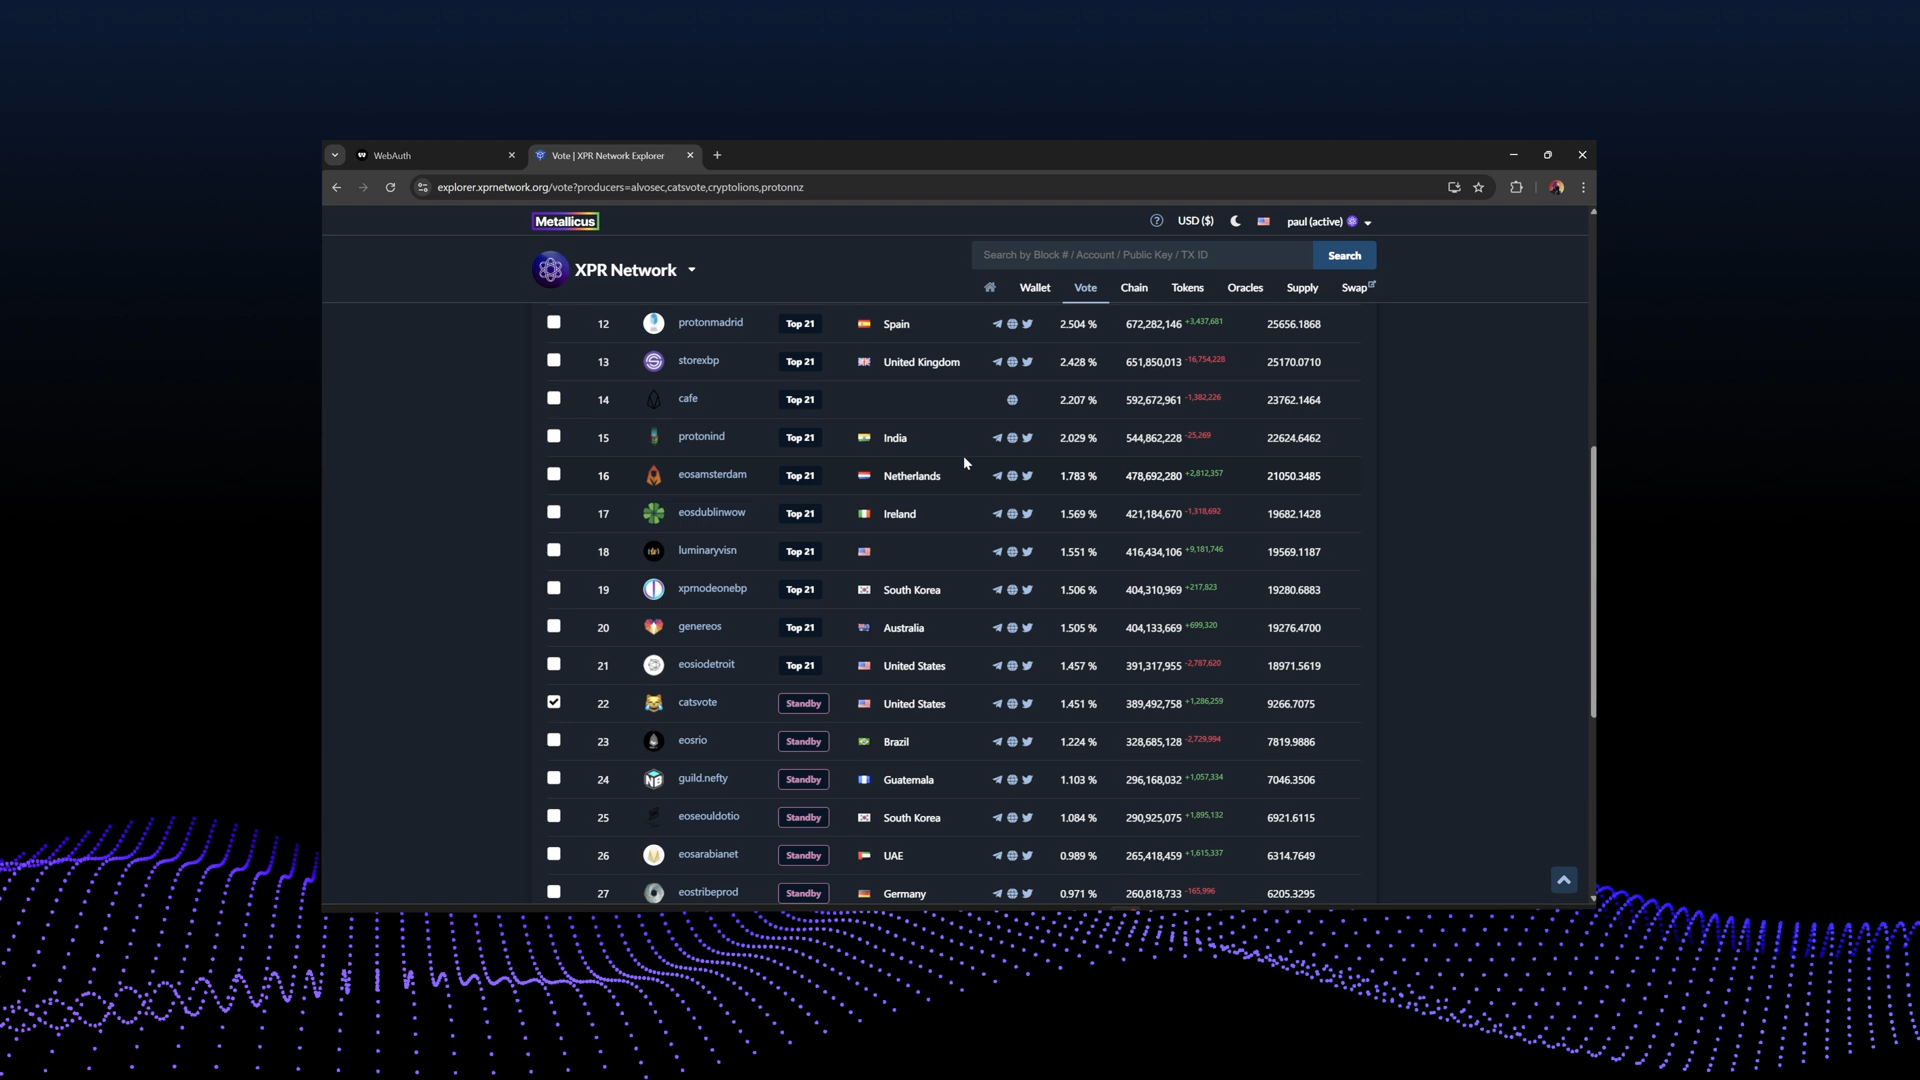 WebAuth
Vote | XPR Network Explorer
explorer.xprnetwork.org/vote?producers=alvosec,catsvote,cryptolions,protonnz
Metallicus
USD ($)
paul (active)
XPR Network
Search by Block # / Account / Public Key / TX ID
Search
Wallet Vote Chain Tokens Oracles Supply Swap
12 protonmadrid Top 21 Spain 2.504 % 672,282,146 +3,437,681 25656.1868
13 storexbp Top 21 United Kingdom 2.428 % 651,850,013 -16,754,228 25170.0710
14 cafe Top 21 2.207 % 592,672,961 -1,382,226 23762.1464
15 protonind Top 21 India 2.029 % 544,862,228 -25,269 22624.6462
16 eosamsterdam Top 21 Netherlands 1.783 % 478,692,280 +2,812,357 21050.3485
17 eosdublinwow Top 21 Ireland 1.569 % 421,184,670 -1,318,692 19682.1428
18 luminaryvisn Top 21 1.551 % 416,434,106 +9,181,746 19569.1187
19 xprnodeonebp Top 21 South Korea 1.506 % 404,310,969 +217,823 19280.6883
20 genereos Top 21 Australia 1.505 % 404,133,669 +699,320 19276.4700
21 eosiodetroit Top 21 United States 1.457 % 391,317,955 -2,787,620 18971.5619
22 catsvote Standby United States 1.451 % 389,492,758 +1,286,259 9266.7075
23 eosrio Standby Brazil 1.224 % 328,685,128 -2,729,994 7819.9886
24 NB guild.nefty Standby Guatemala 1.103 % 296,168,032 +1,057,334 7046.3506
25 eoseouldotio Standby South Korea 1.084 % 290,925,075 +1,895,132 6921.6115
26 eosarabianet Standby UAE 0.989 % 265,418,459 +1,615,337 6314.7649
27 eostribeprod Standby Germany 0.971 % 260,818,733 -165,996 6205.3295